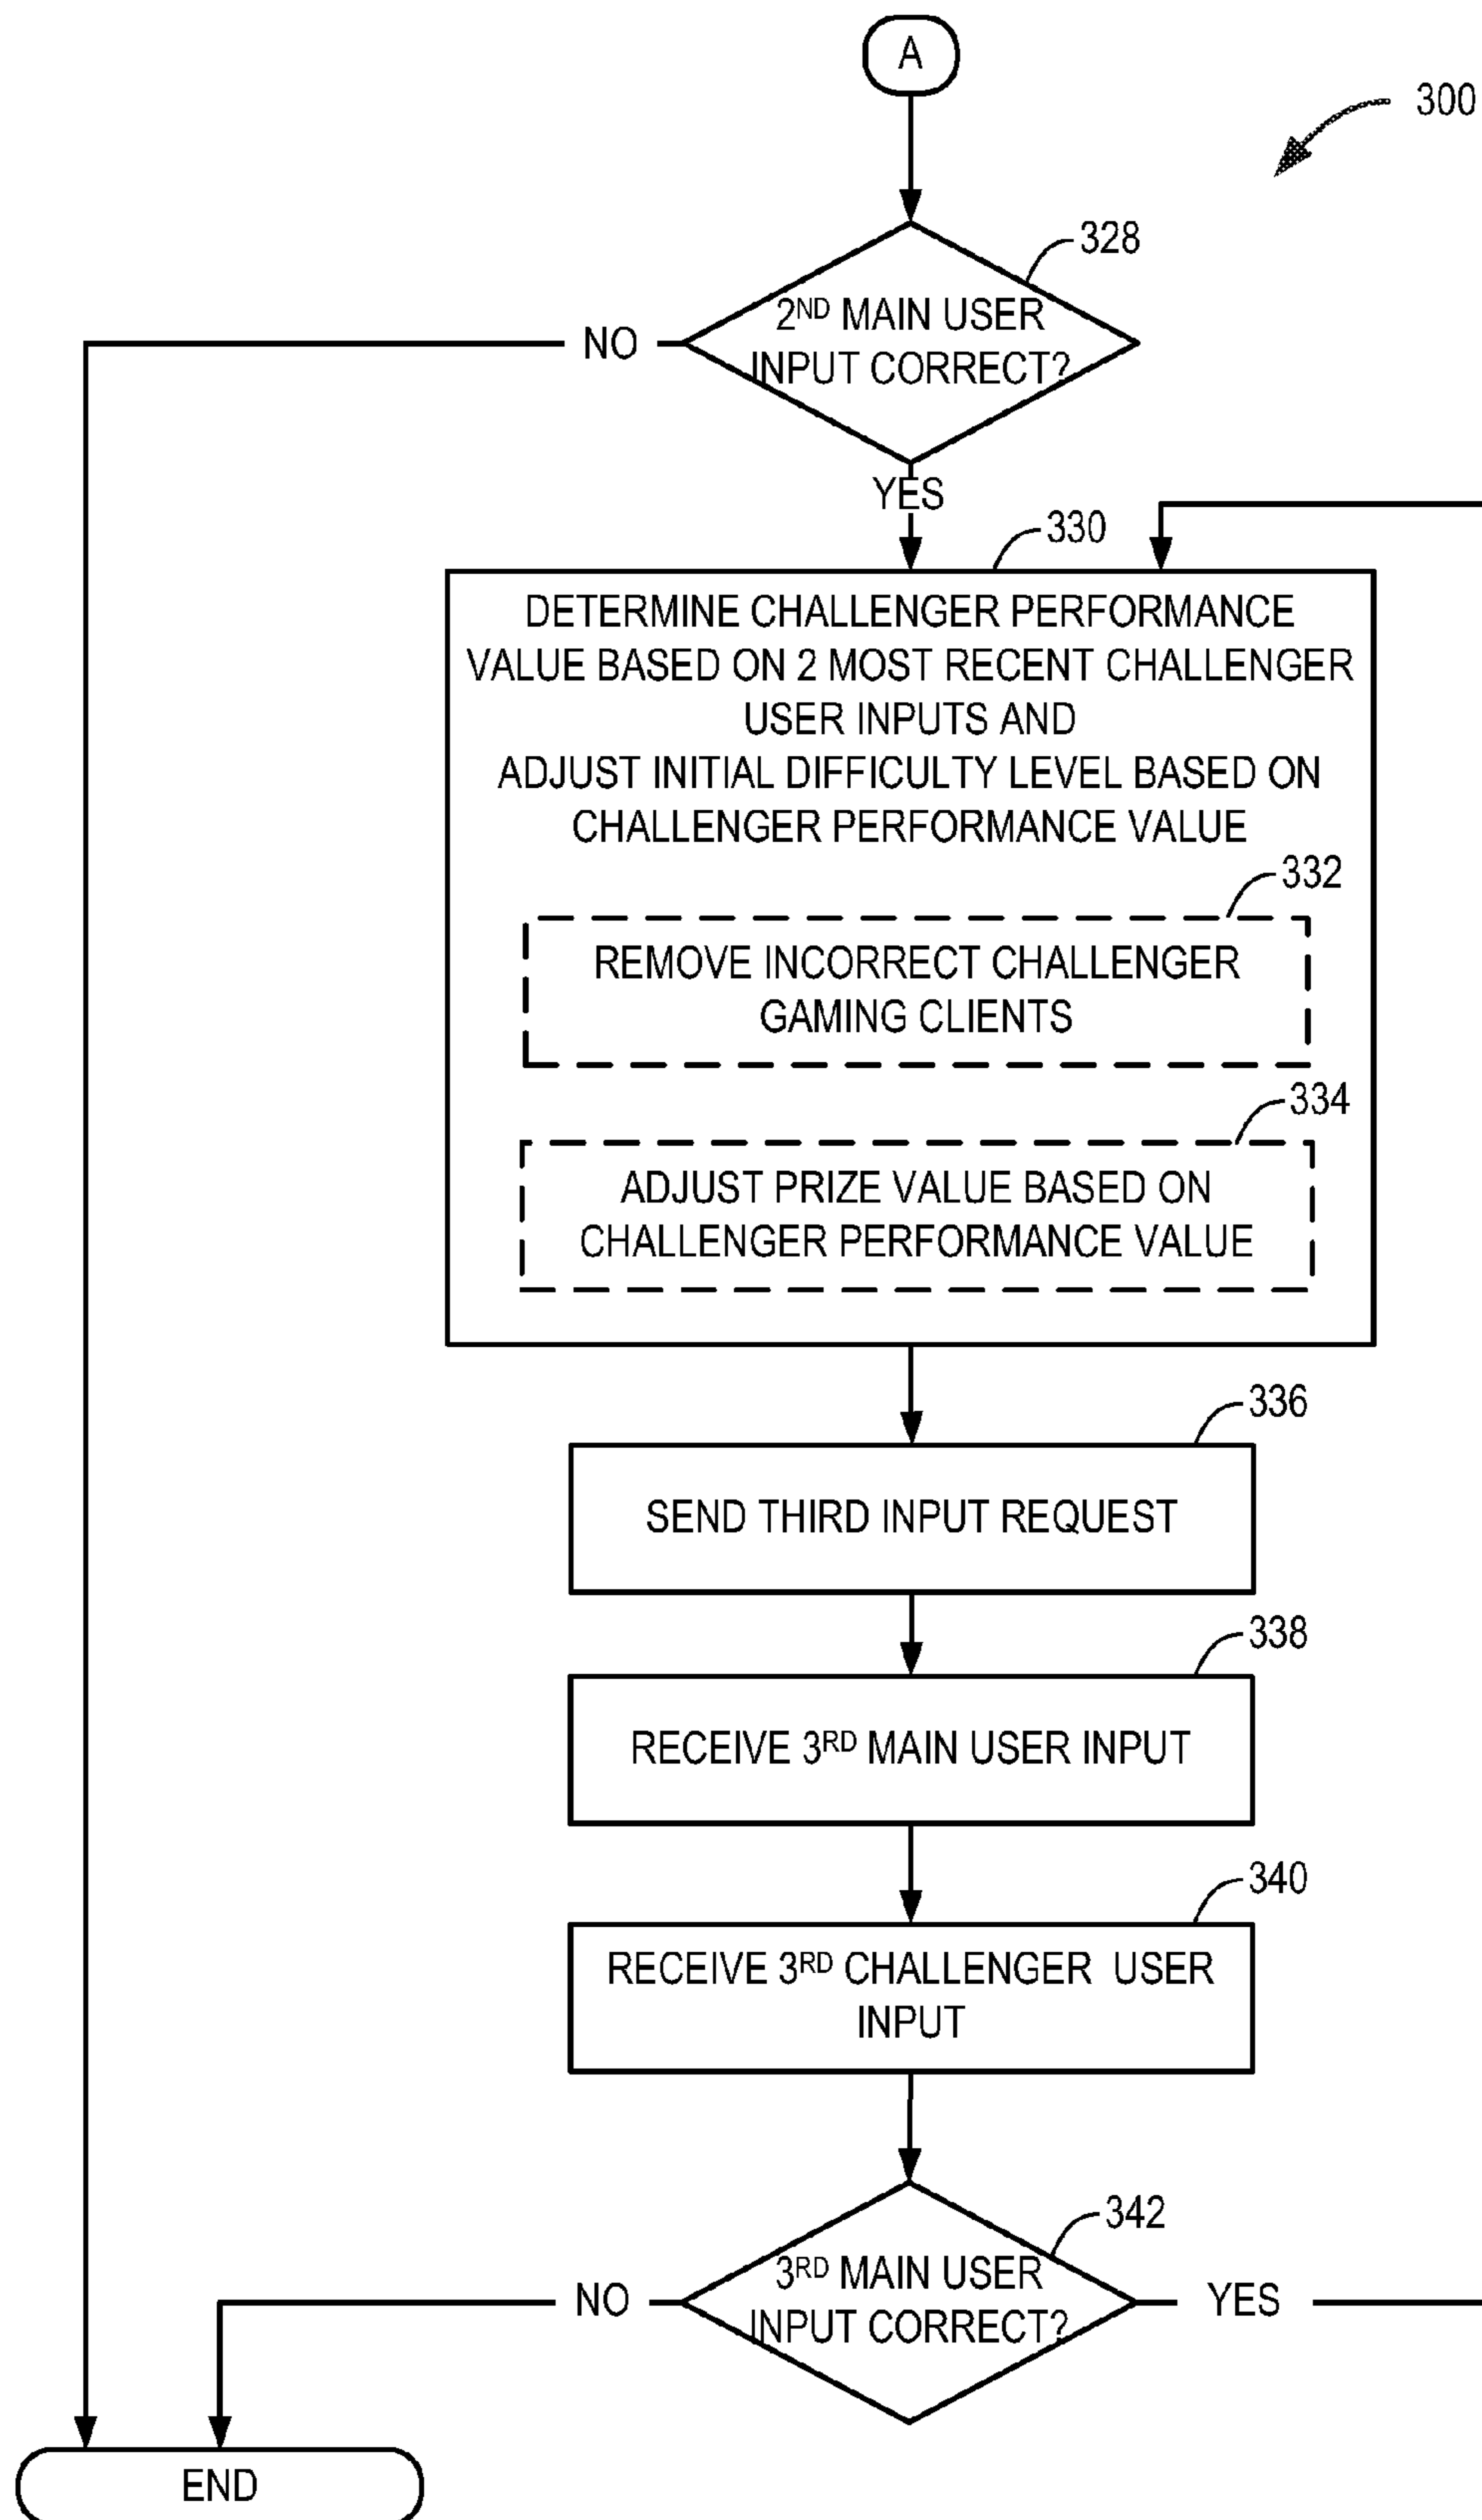 A
300
328
2ND MAIN USER
INPUT CORRECT?
NO
YES
330
DETERMINE CHALLENGER PERFORMANCE
VALUE BASED ON 2 MOST RECENT CHALLENGER
USER INPUTS AND
ADJUST INITIAL DIFFICULTY LEVEL BASED ON
CHALLENGER PERFORMANCE VALUE
332
REMOVE INCORRECT CHALLENGER
GAMING CLIENTS
334
ADJUST PRIZE VALUE BASED ON
CHALLENGER PERFORMANCE VALUE
336
SEND THIRD INPUT REQUEST
338
RECEIVE 3RD MAIN USER INPUT
340
RECEIVE 3RD CHALLENGER USER
INPUT
342
3RD MAIN USER
INPUT CORRECT?
NO
YES
END